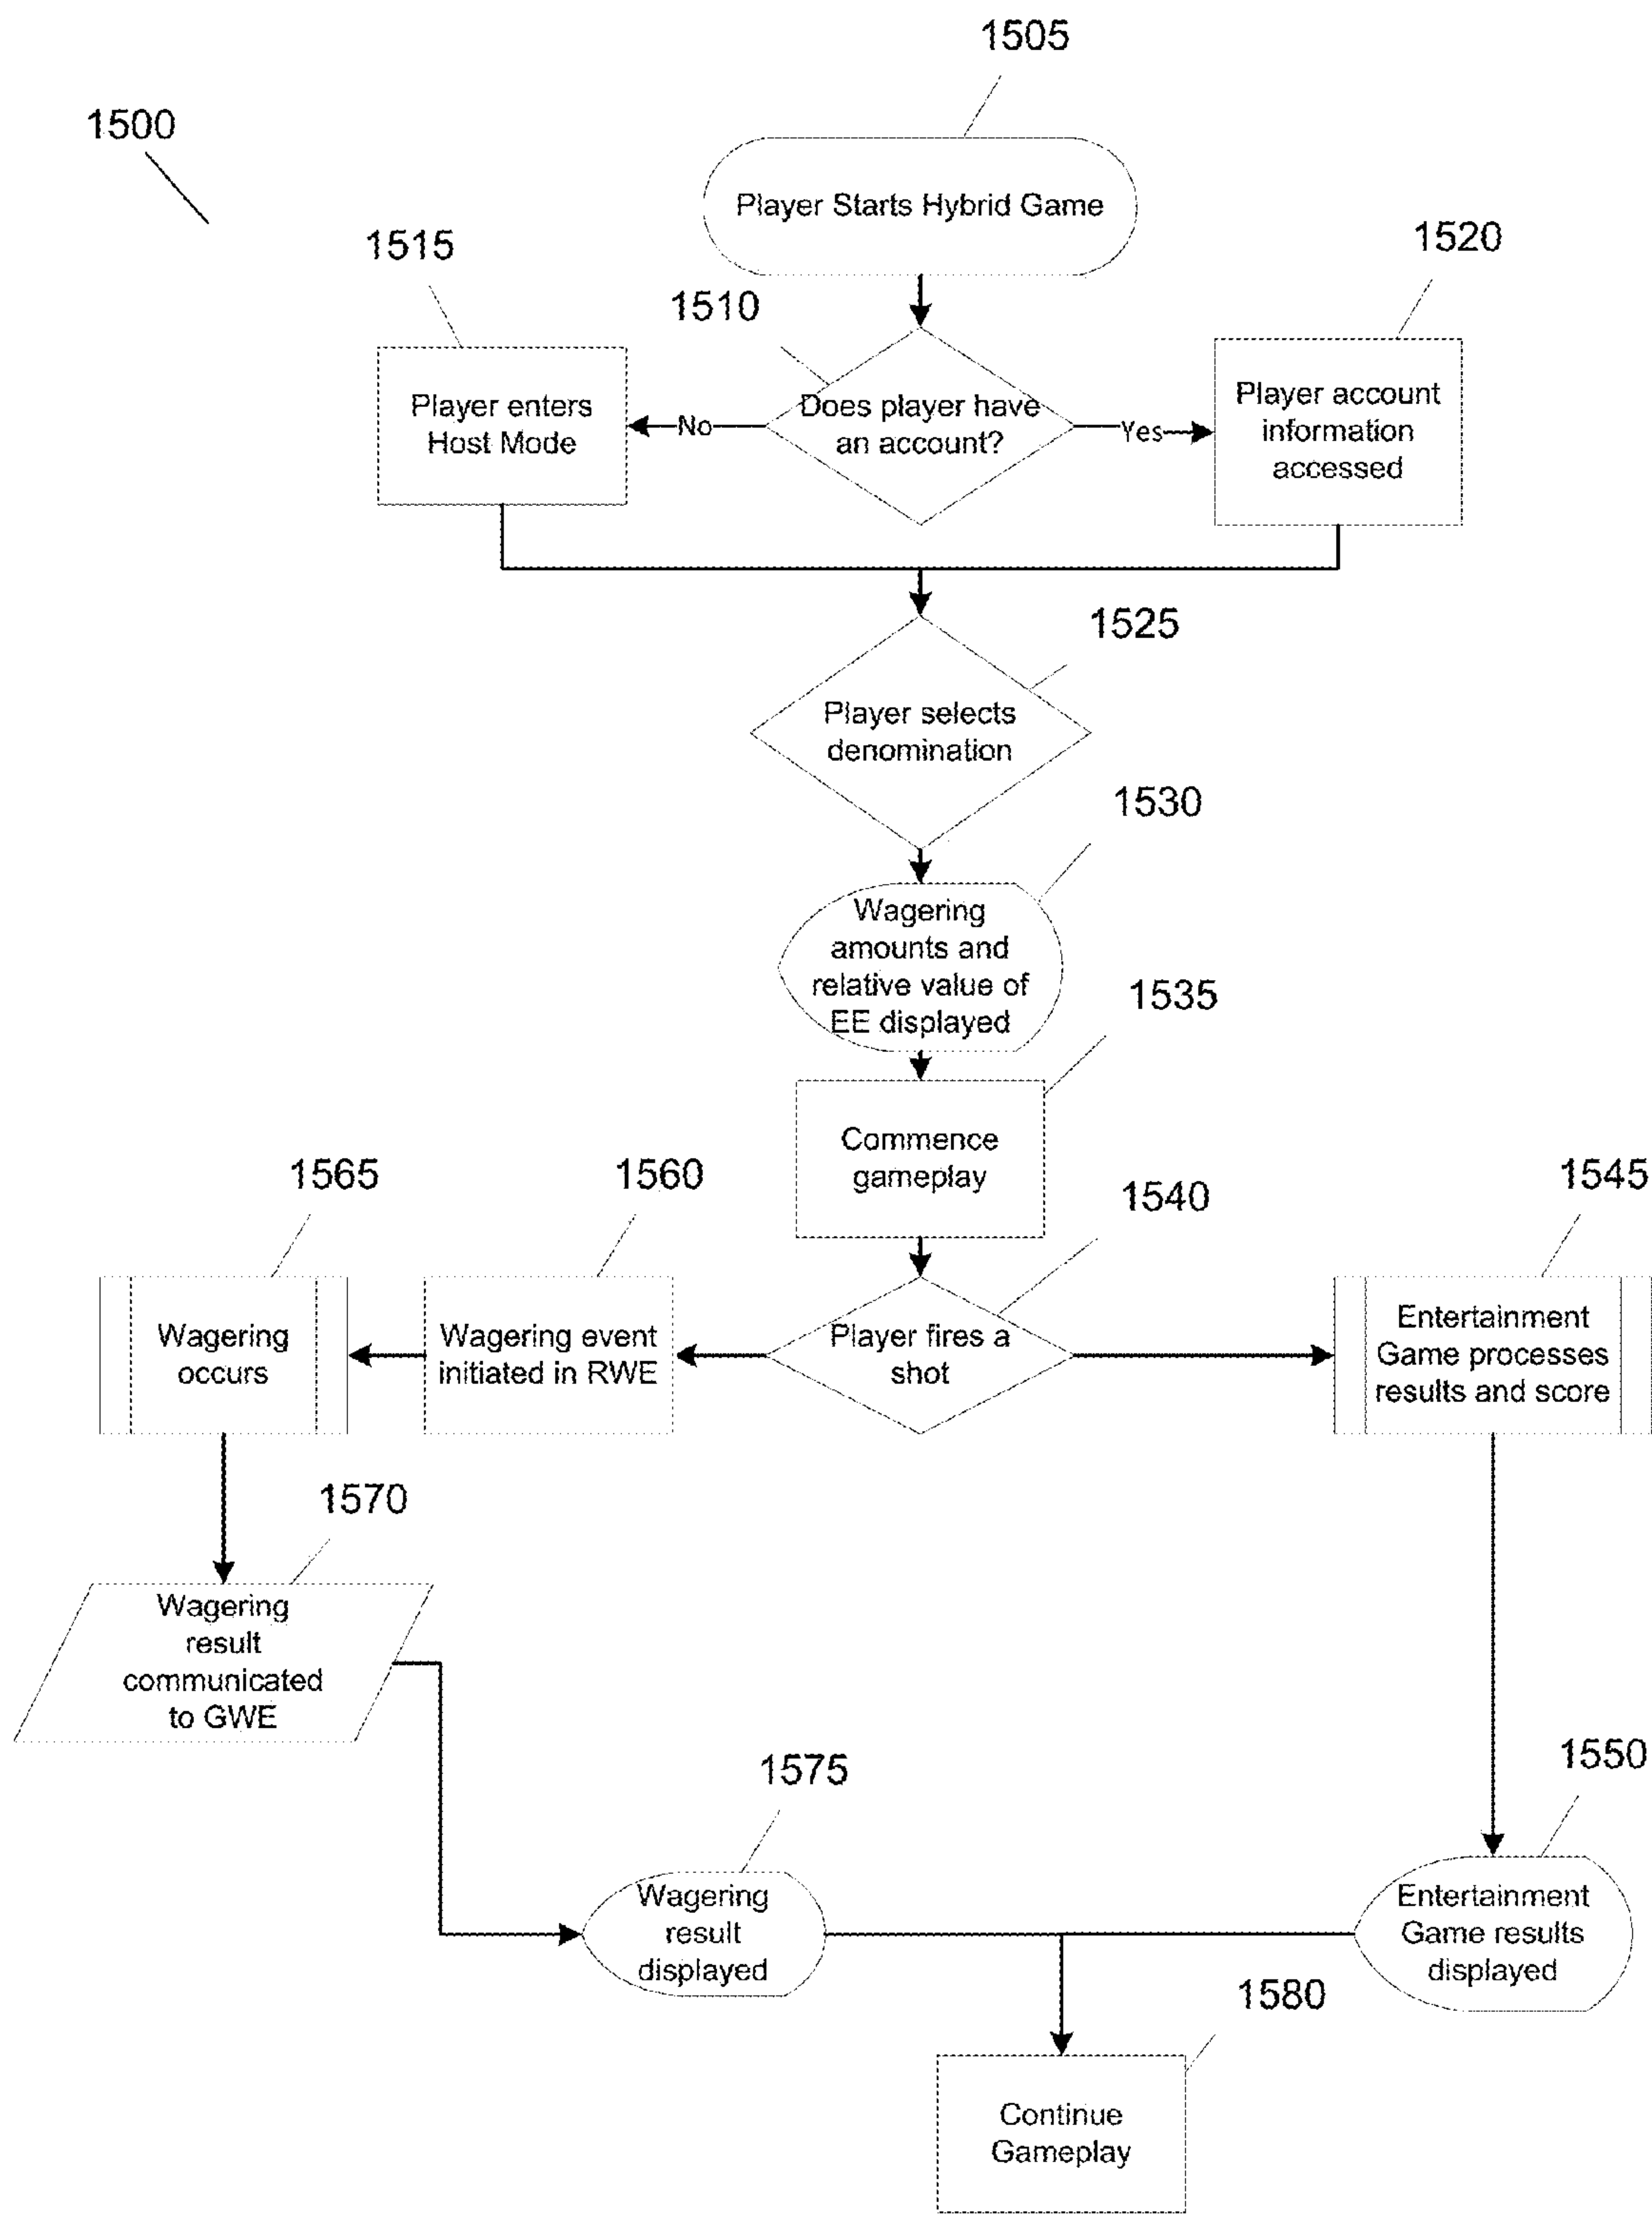 1505
1500
Player Starts Hybrid Game
1515
1520
1510
Player enters
Host Mode
No
Does player have
an account?
Yes
Player account
information
accessed
1525
Player selects
denomination
1530
Wagering
amounts and
relative value of
EE displayed
1535
Commence
gameplay
1565
1560
1540
1545
Wagering
occurs
Wagering event
initiated in RWE
Player fires a
shot
Entertainment
Game processes
results and score
1570
Wagering
result
communicated
to GWE
1575
1550
Wagering
result
displayed
Entertainment
Game results
displayed
1580
Continue
Gameplay